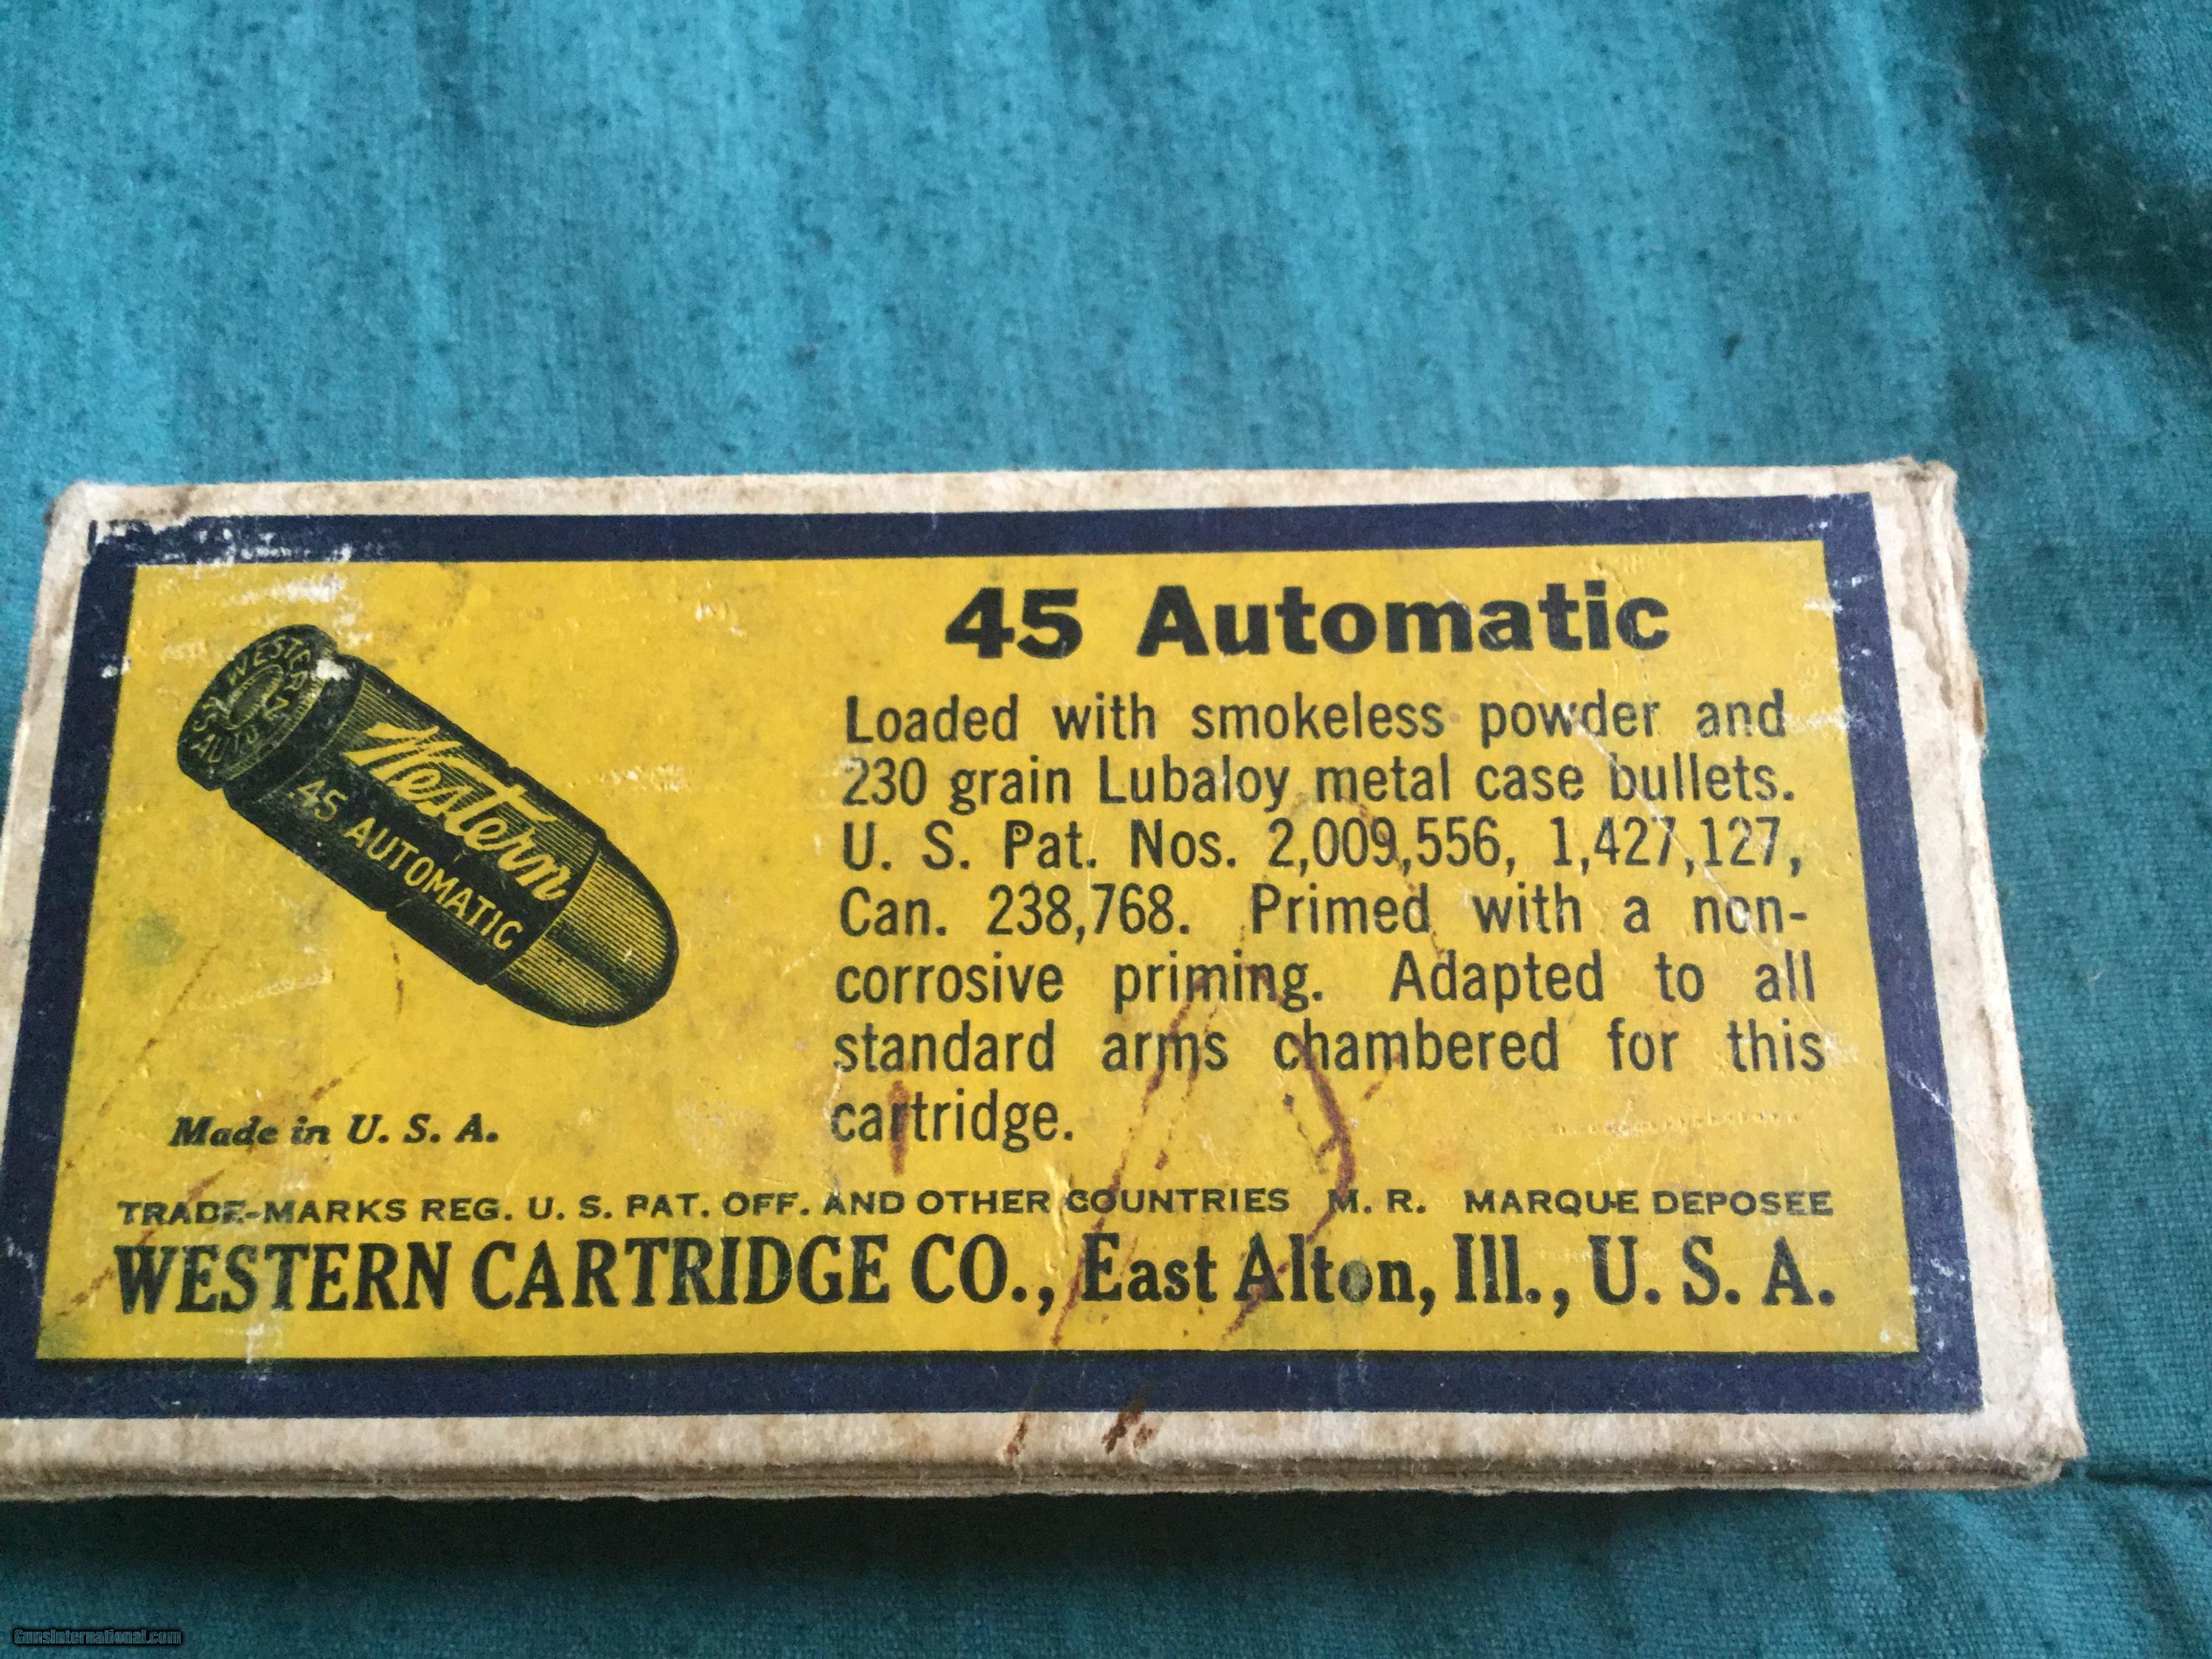 45 Automatic
Loaded with smokeless powder and
230 grain Lubaloy metal case bullets.
U. S. Pat. Nos. 2,009,556, 1,427,127,
Can. 238,768. Primed with a non-
corrosive priming. Adapted to all
standard arms chambered for this
cartridge.
WESTERN
45
AUTO
Western
.45 AUTOMATIC
Made in U. S. A.
TRADE-MARKS REG. U. S. PAT. OFF. AND OTHER COUNTRIES M. R. MARQUE DEPOSEE
WESTERN CARTRIDGE CO., East Alton, Ill., U. S. A.
GunsInternational.com